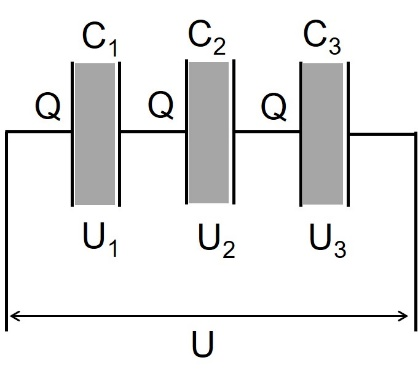 C₁ C₂ C₃
Q Q Q
U₁ U₂ U₃
U